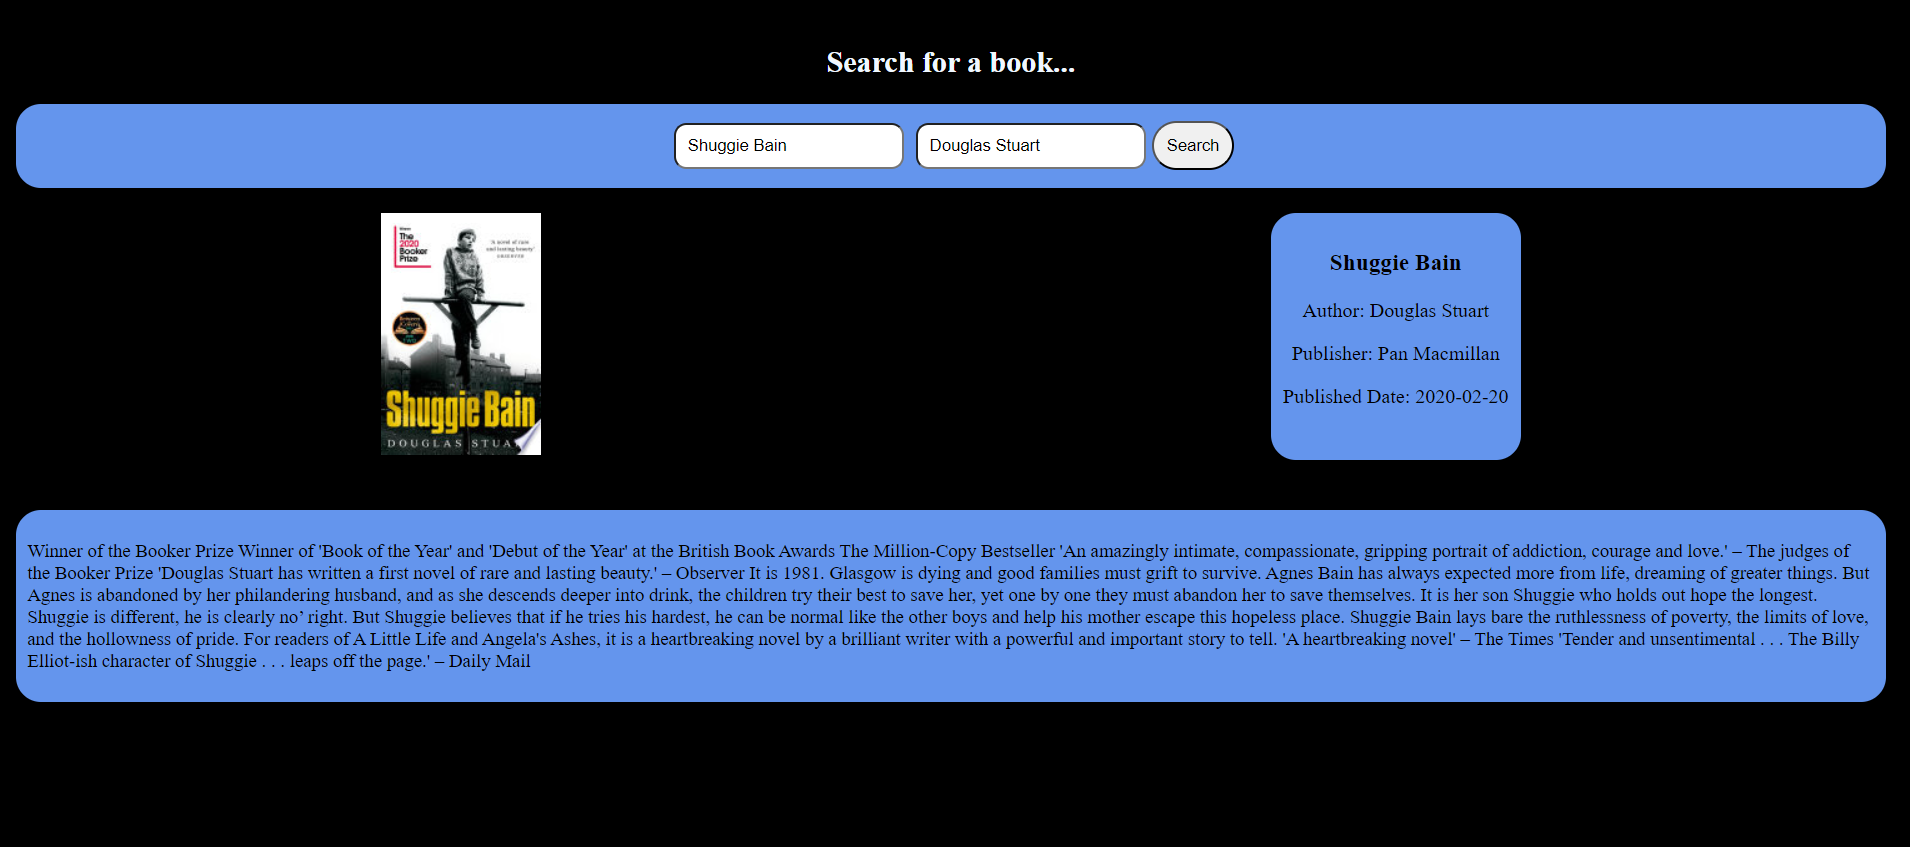 Search for a book...
Shuggie Bain
Douglas Stuart
Search
Winner
The
2020
Booker
Prize
'A novel of rare
and lasting beauty'
OBSERVER
Shuggie Bain
DOUGLAS STUA
Shuggie Bain
Author: Douglas Stuart
Publisher: Pan Macmillan
Published Date: 2020-02-20
Winner of the Booker Prize Winner of 'Book of the Year' and 'Debut of the Year' at the British Book Awards The Million-Copy Bestseller 'An amazingly intimate, compassionate, gripping portrait of addiction, courage and love.' – The judges of
the Booker Prize 'Douglas Stuart has written a first novel of rare and lasting beauty.' – Observer It is 1981. Glasgow is dying and good families must grift to survive. Agnes Bain has always expected more from life, dreaming of greater things. But
Agnes is abandoned by her philandering husband, and as she descends deeper into drink, the children try their best to save her, yet one by one they must abandon her to save themselves. It is her son Shuggie who holds out hope the longest.
Shuggie is different, he is clearly no’ right. But Shuggie believes that if he tries his hardest, he can be normal like the other boys and help his mother escape this hopeless place. Shuggie Bain lays bare the ruthlessness of poverty, the limits of love,
and the hollowness of pride. For readers of A Little Life and Angela's Ashes, it is a heartbreaking novel by a brilliant writer with a powerful and important story to tell. 'A heartbreaking novel' – The Times 'Tender and unsentimental . . . The Billy
Elliot-ish character of Shuggie . . . leaps off the page.' – Daily Mail